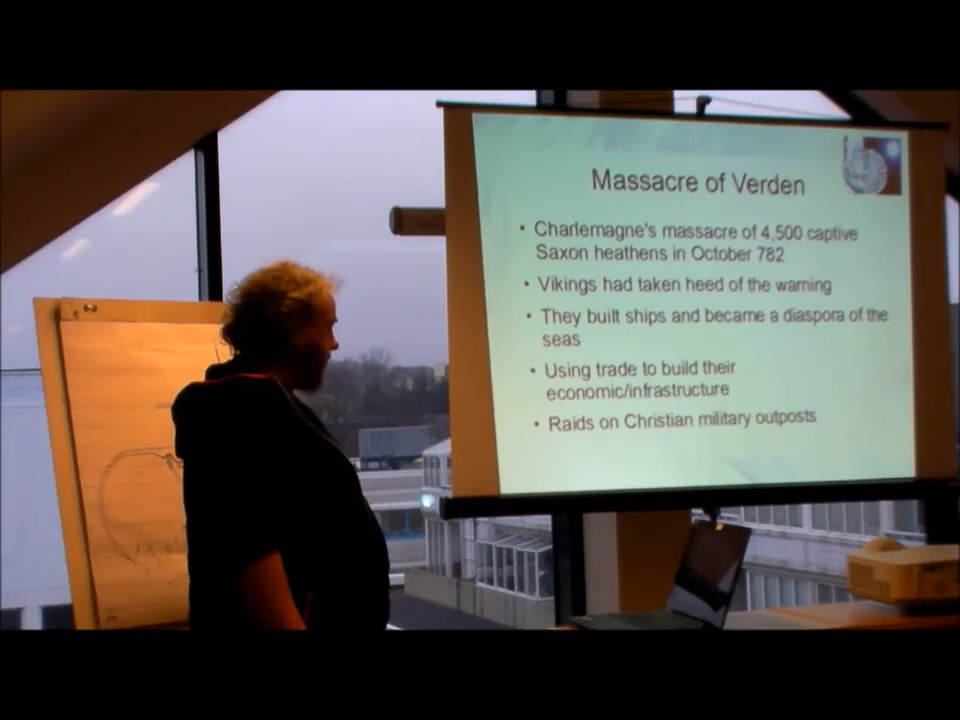 Massacre of Verden
• Charlemagne's massacre of 4,500 captive
Saxon heathens in October 782
• Vikings had taken heed of the warning
• They built ships and became a diaspora of the
seas
• Using trade to build their
economic/infrastructure
• Raids on Christian military outposts